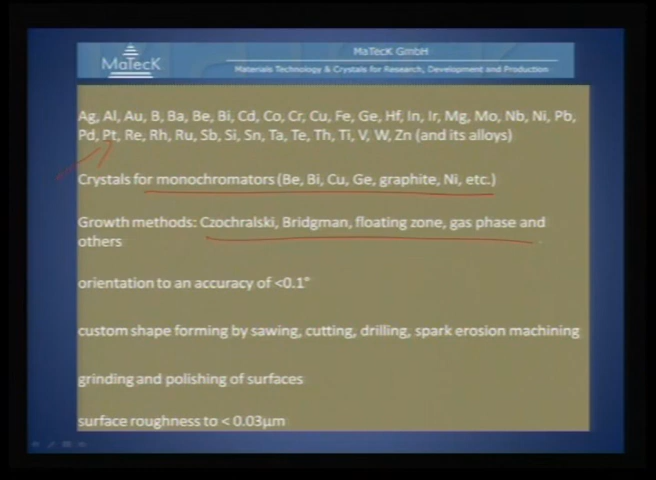 MaTecK
MaTecK GmbH
Materials Technology & Crystals for Research, Development and Production
Ag, Al, Au, B, Ba, Be, Bi, Cd, Co, Cr, Cu, Fe, Ge, Hf, In, Ir, Mg, Mo, Nb, Ni, Pb,
Pd, Pt, Re, Rh, Ru, Sb, Si, Sn, Ta, Te, Th, Ti, V, W, Zn (and its alloys)
Crystals for monochromators (Be, Bi, Cu, Ge, graphite, Ni, etc.)
Growth methods: Czochralski, Bridgman, floating zone, gas phase and
others
orientation to an accuracy of <0.1°
custom shape forming by sawing, cutting, drilling, spark erosion machining
grinding and polishing of surfaces
surface roughness to < 0.03μm